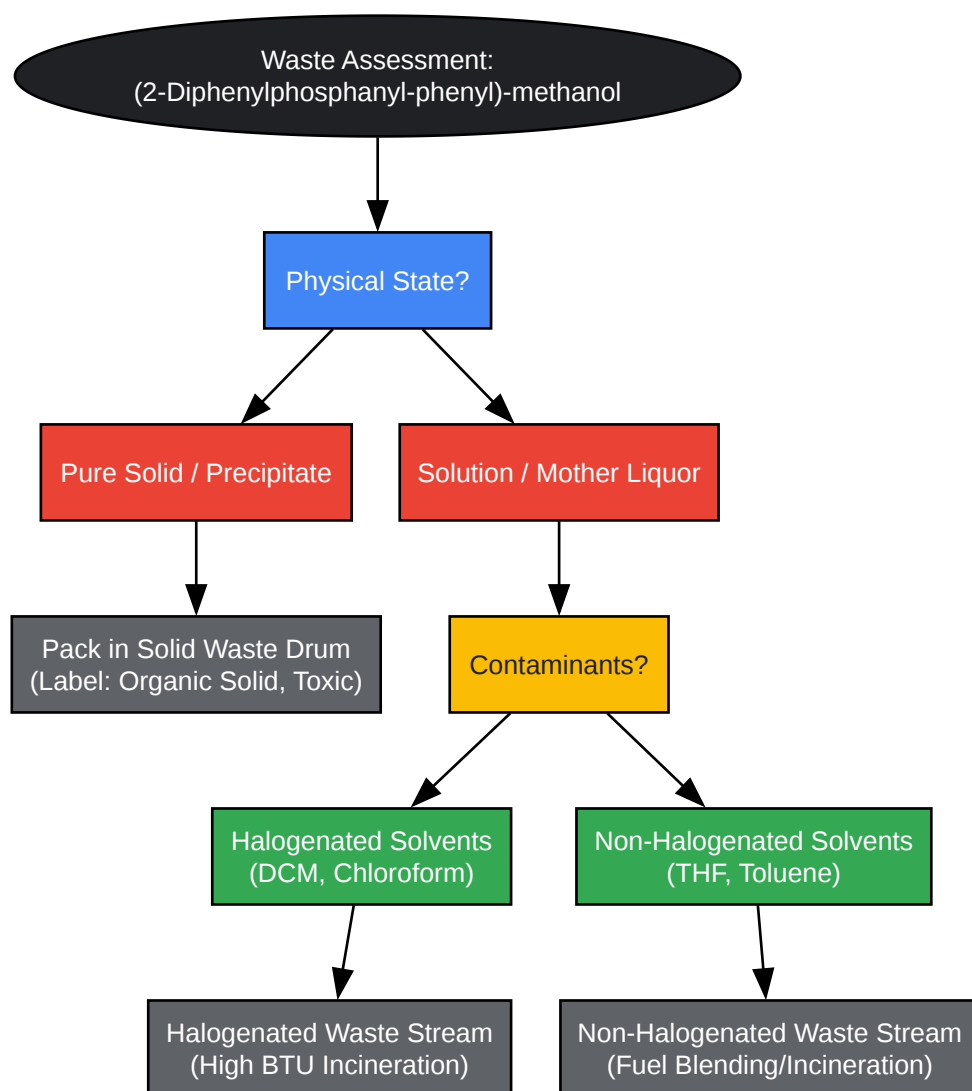 Waste Assessment:
(2-Diphenylphosphanyl-phenyl)-methanol
Physical State?
Pure Solid / Precipitate
Solution / Mother Liquor
Pack in Solid Waste Drum
(Label: Organic Solid, Toxic)
Contaminants?
Halogenated Solvents
(DCM, Chloroform)
Non-Halogenated Solvents
(THF, Toluene)
Halogenated Waste Stream
(High BTU Incineration)
Non-Halogenated Waste Stream
(Fuel Blending/Incineration)